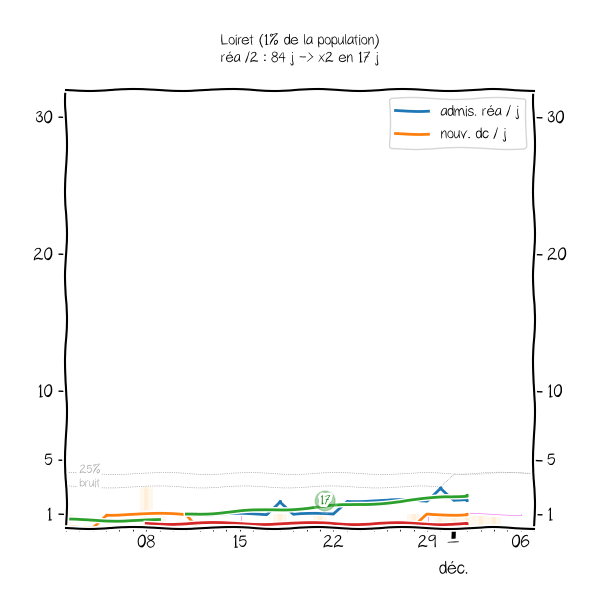 Loiret (1% de la population)
réa /2 : 84 j -> x2 en 17 j
admis. réa / j
nouv. dc / j
30
30
20
20
10
10
5
5
25%
bruit
17
1
1
08
15
22
29
06
déc.